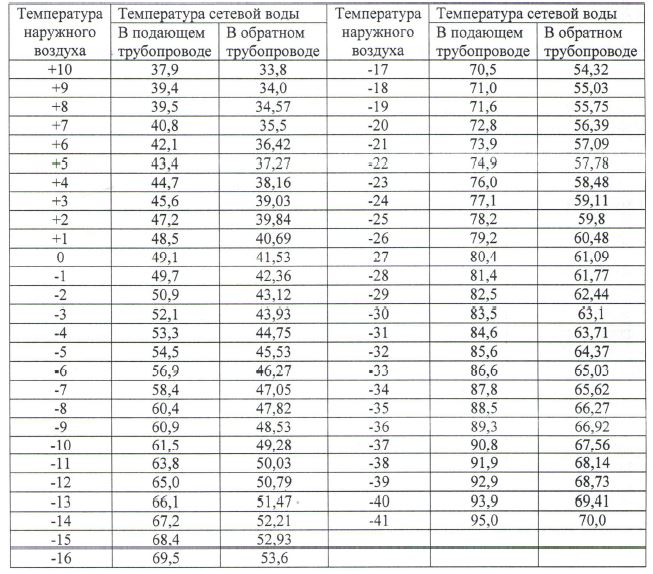 Температура наружного воздуха | Температура сетевой воды | Температура наружного воздуха | Температура сетевой воды
В подающем трубопроводе | В обратном трубопроводе | В подающем трубопроводе | В обратном трубопроводе
+10 37,9 33,8 -17 70,5 54,32
+9 39,4 34,0 -18 71,0 55,03
+8 39,5 34,57 -19 71,6 55,75
+7 40,8 35,5 -20 72,8 56,39
+6 42,1 36,42 -21 73,9 57,09
+5 43,4 37,27 -22 74,9 57,78
+4 44,7 38,16 -23 76,0 58,48
+3 45,6 39,03 -24 77,1 59,11
+2 47,2 39,84 -25 78,2 59,8
+1 48,5 40,69 -26 79,2 60,48
0 49,1 41,53 27 80,4 61,09
-1 49,7 42,36 -28 81,4 61,77
-2 50,9 43,12 -29 82,5 62,44
-3 52,1 43,93 -30 83,5 63,1
-4 53,3 44,75 -31 84,6 63,71
-5 54,5 45,53 -32 85,6 64,37
-6 56,9 46,27 -33 86,6 65,03
-7 58,4 47,05 -34 87,8 65,62
-8 60,4 47,82 -35 88,5 66,27
-9 60,9 48,53 -36 89,3 66,92
-10 61,5 49,28 -37 90,8 67,56
-11 63,8 50,03 -38 91,9 68,14
-12 65,0 50,79 -39 92,9 68,73
-13 66,1 51,47 -40 93,9 69,41
-14 67,2 52,21 -41 95,0 70,0
-15 68,4 52,93
-16 69,5 53,6